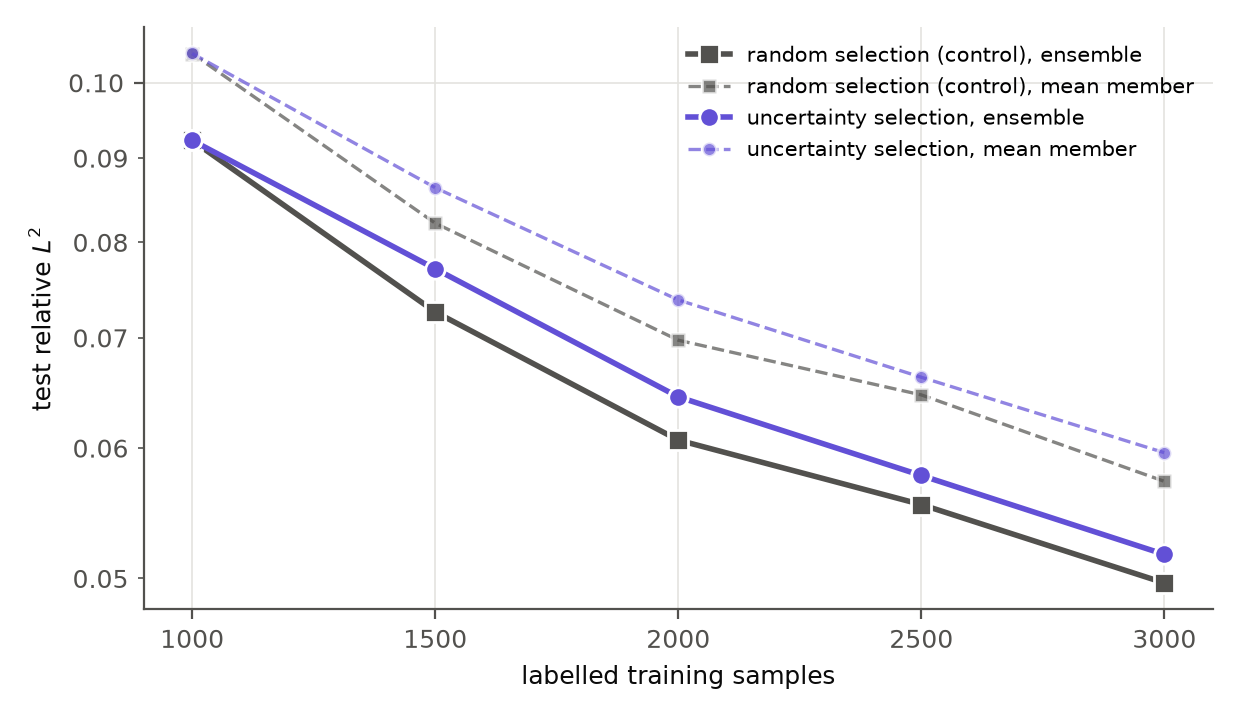 random selection (control), ensemble
random selection (control), mean member
uncertainty selection, ensemble
uncertainty selection, mean member
test relative L²
0.10
0.09
0.08
0.07
0.06
0.05
1000 1500 2000 2500 3000
labelled training samples